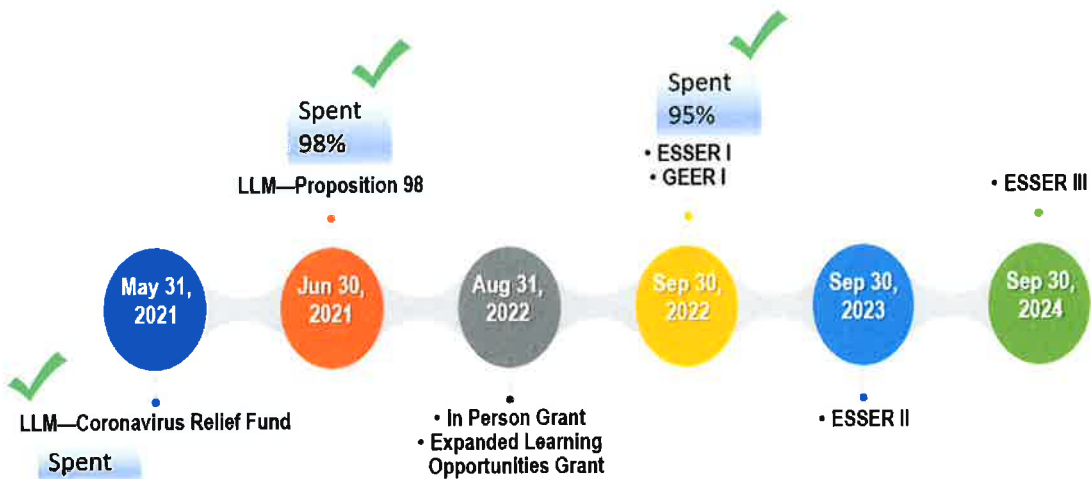 Spent
98%
LLM—Proposition 98
Spent
95%
• ESSER I
• GEER I
• ESSER III
May 31,
2021
Jun 30,
2021
Aug 31,
2022
Sep 30,
2022
Sep 30,
2023
Sep 30,
2024
LLM—Coronavirus Relief Fund
Spent
• In Person Grant
• Expanded Learning
Opportunities Grant
• ESSER II